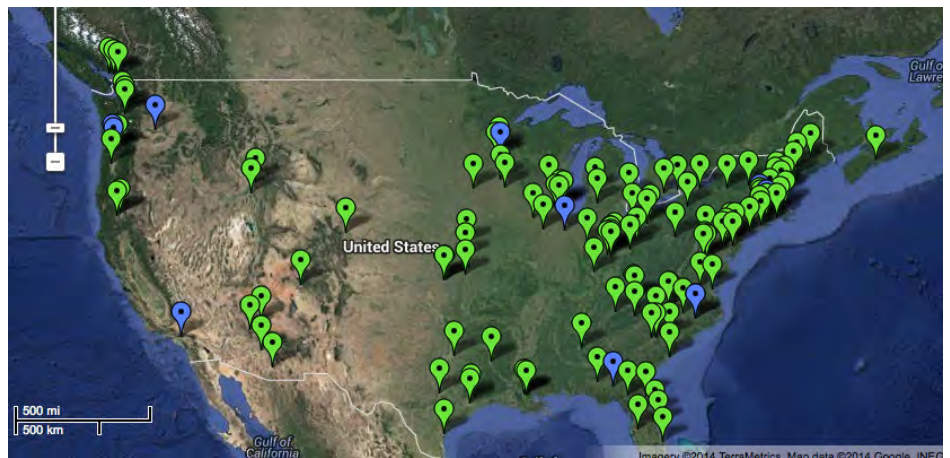 Gulf o
Lawre
United States
500 mi
500 km
Gulf of
California
Imagery ©2014 TerraMetrics, Map data ©2014 Google, INEG